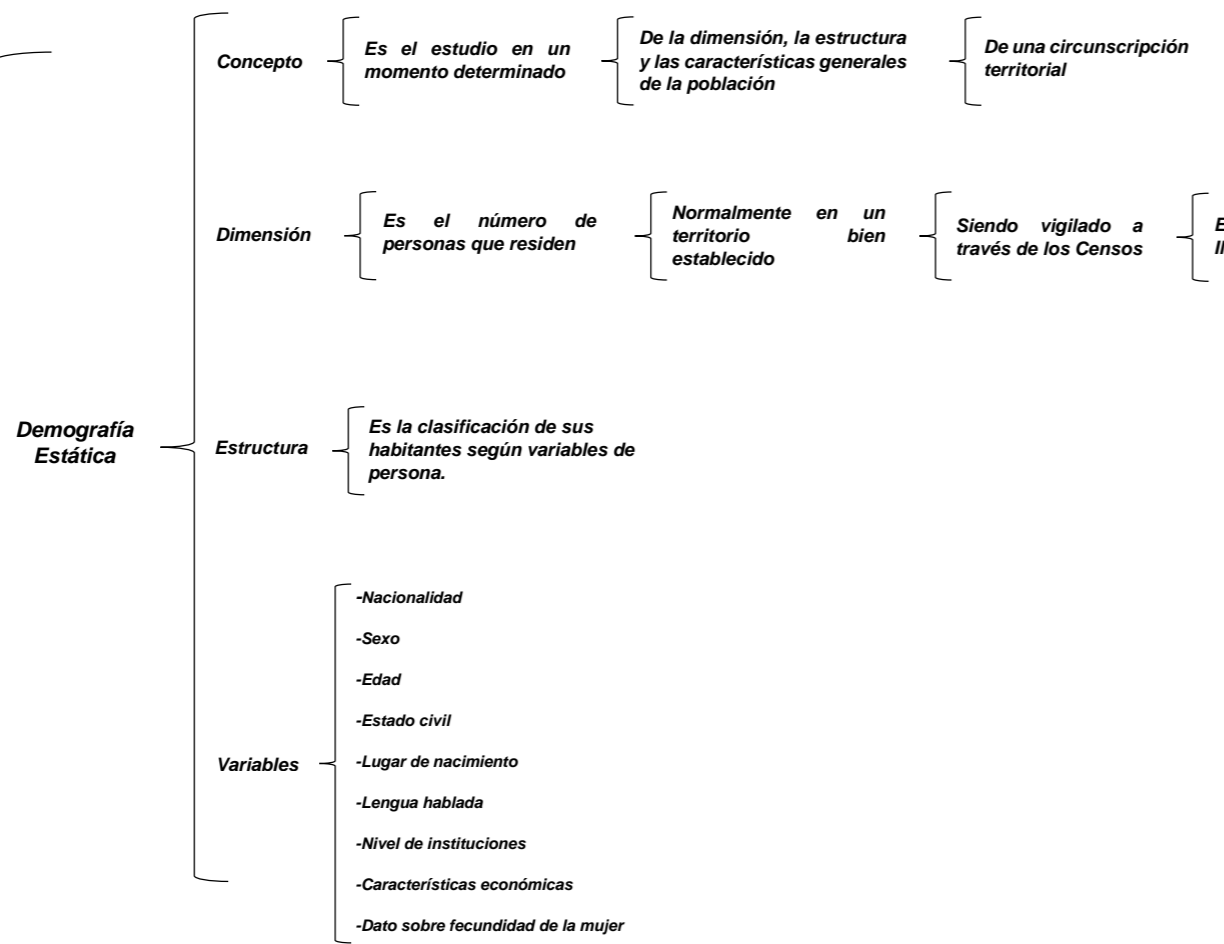 Concepto
Es el estudio en un
momento determinado
De la dimensión, la estructura
y las características generales
de la población
De una circunscripción
territorial
Dimensión
Es el número de
personas que residen
Normalmente en un
territorio bien
establecido
Siendo vigilado a
través de los Censos
Demografía
Estática
Estructura
Es la clasificación de sus
habitantes según variables de
persona.
Variables
-Nacionalidad
-Sexo
-Edad
-Estado civil
-Lugar de nacimiento
-Lengua hablada
-Nivel de instituciones
-Características económicas
-Dato sobre fecundidad de la mujer